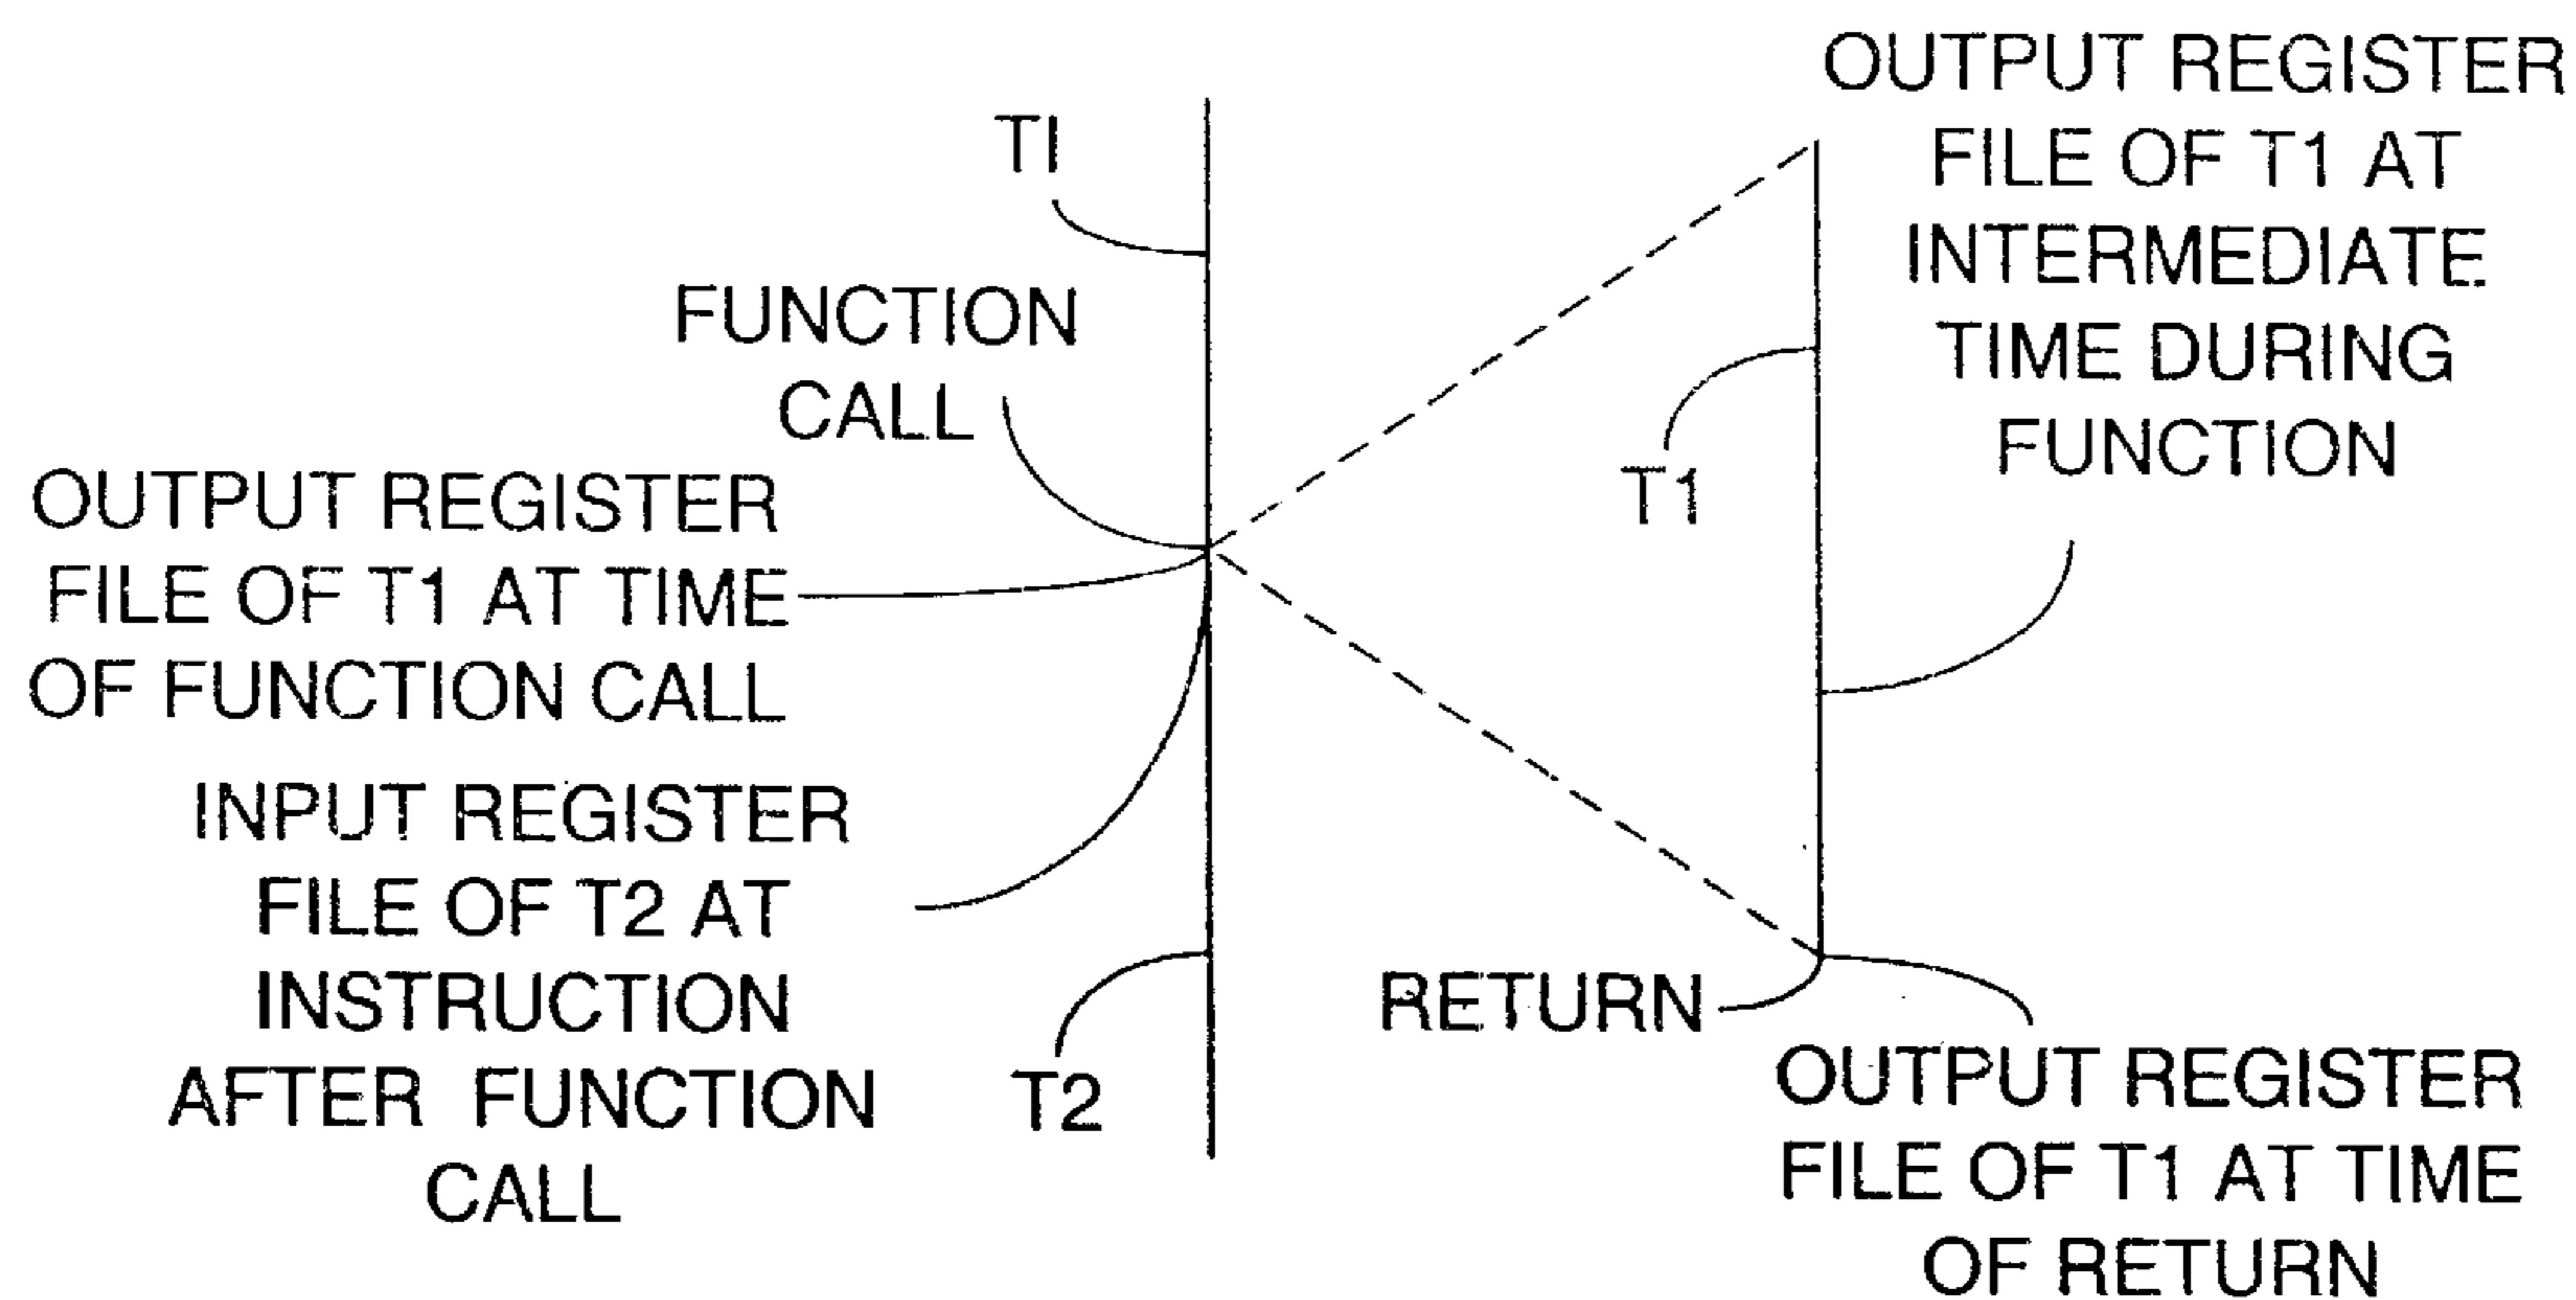 TI
FUNCTION
CALL
OUTPUT REGISTER
FILE OF T1 AT TIME
OF FUNCTION CALL
INPUT REGISTER
FILE OF T2 AT
INSTRUCTION
AFTER FUNCTION
CALL
T2
OUTPUT REGISTER
FILE OF T1 AT
INTERMEDIATE
TIME DURING
FUNCTION
T1
RETURN
OUTPUT REGISTER
FILE OF T1 AT TIME
OF RETURN